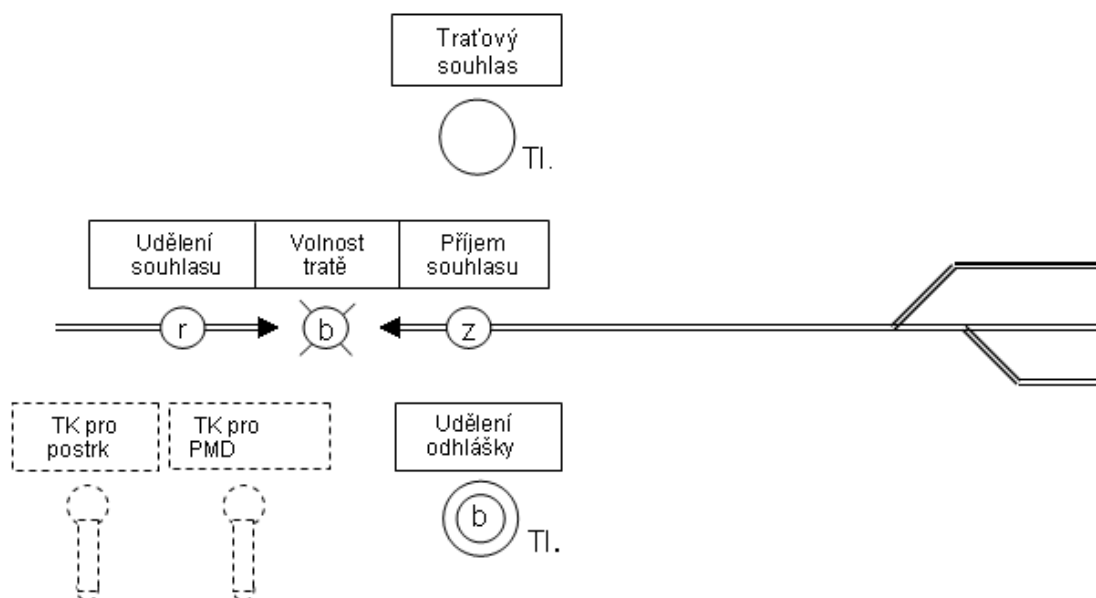 Traťový
souhlas
Tl.
Udělení
souhlasu
Volnost
tratě
Příjem
souhlasu
r
b
z
TK pro
postrk
TK pro
PMD
Udělení
odhlášky
b
Tl.